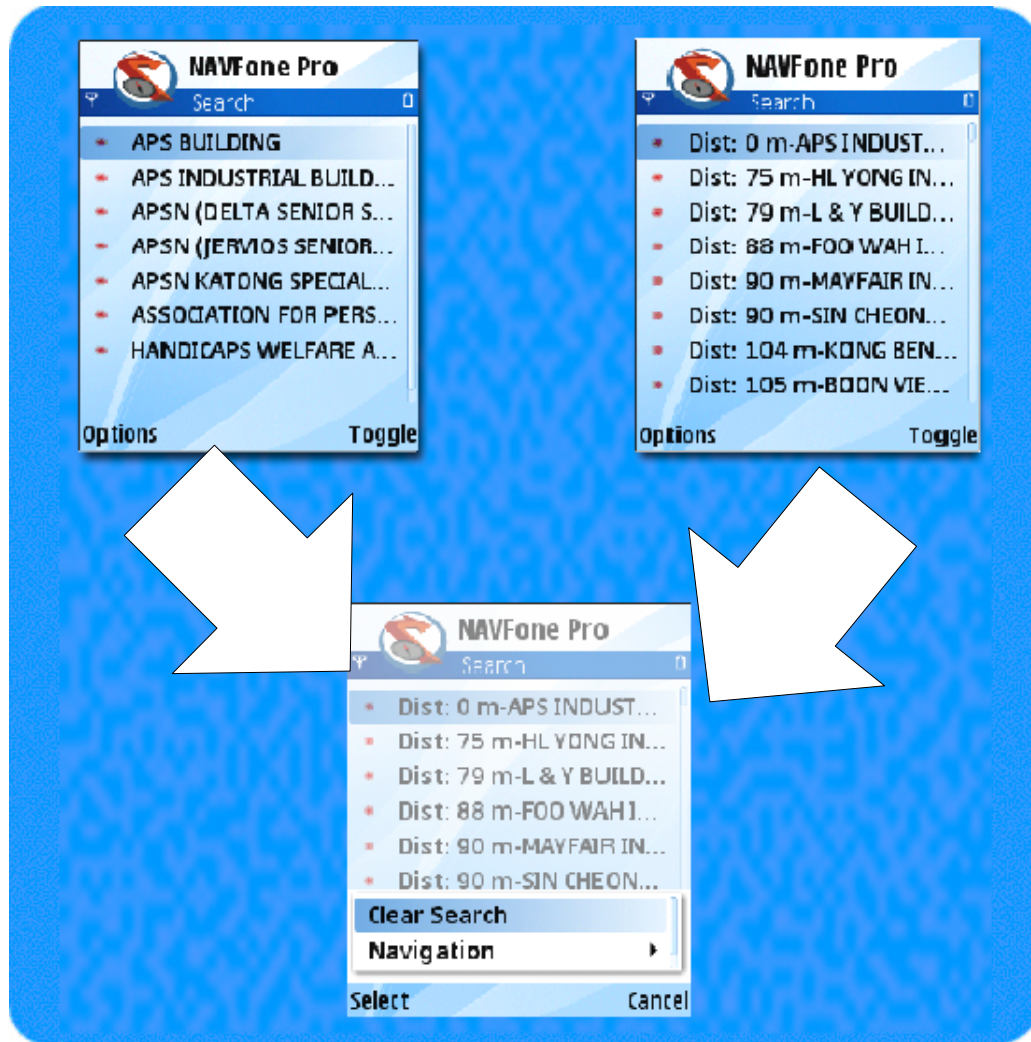 NAVFone Pro
Search
APS BUILDING
APS INDUSTRIAL BUILD...
APSN (DELTA SENIOR S...
APSN (JERVIOS SENIOR...
APSN KATONG SPECIAL...
ASSOCIATION FOR PERS...
HANDICAPS WELFARE A...
Options Toggle
NAVFone Pro
Search
Dist: 0 m-APS INDUST...
Dist: 75 m-HL YONG IN...
Dist: 79 m-L & Y BUILD...
Dist: 88 m-FOO WAH I...
Dist: 90 m-MAYFAIR IN...
Dist: 90 m-SIN CHEON...
Dist: 104 m-KONG BEN...
Dist: 105 m-BOON VIE...
Options Toggle
NAVFone Pro
Search
Dist: 0 m-APS INDUST...
Dist: 75 m-HL YONG IN...
Dist: 79 m-L & Y BUILD...
Dist: 88 m-FOO WAH I...
Dist: 90 m-MAYFAIR IN...
Dist: 90 m-SIN CHEON...
Clear Search
Navigation
Select Cancel